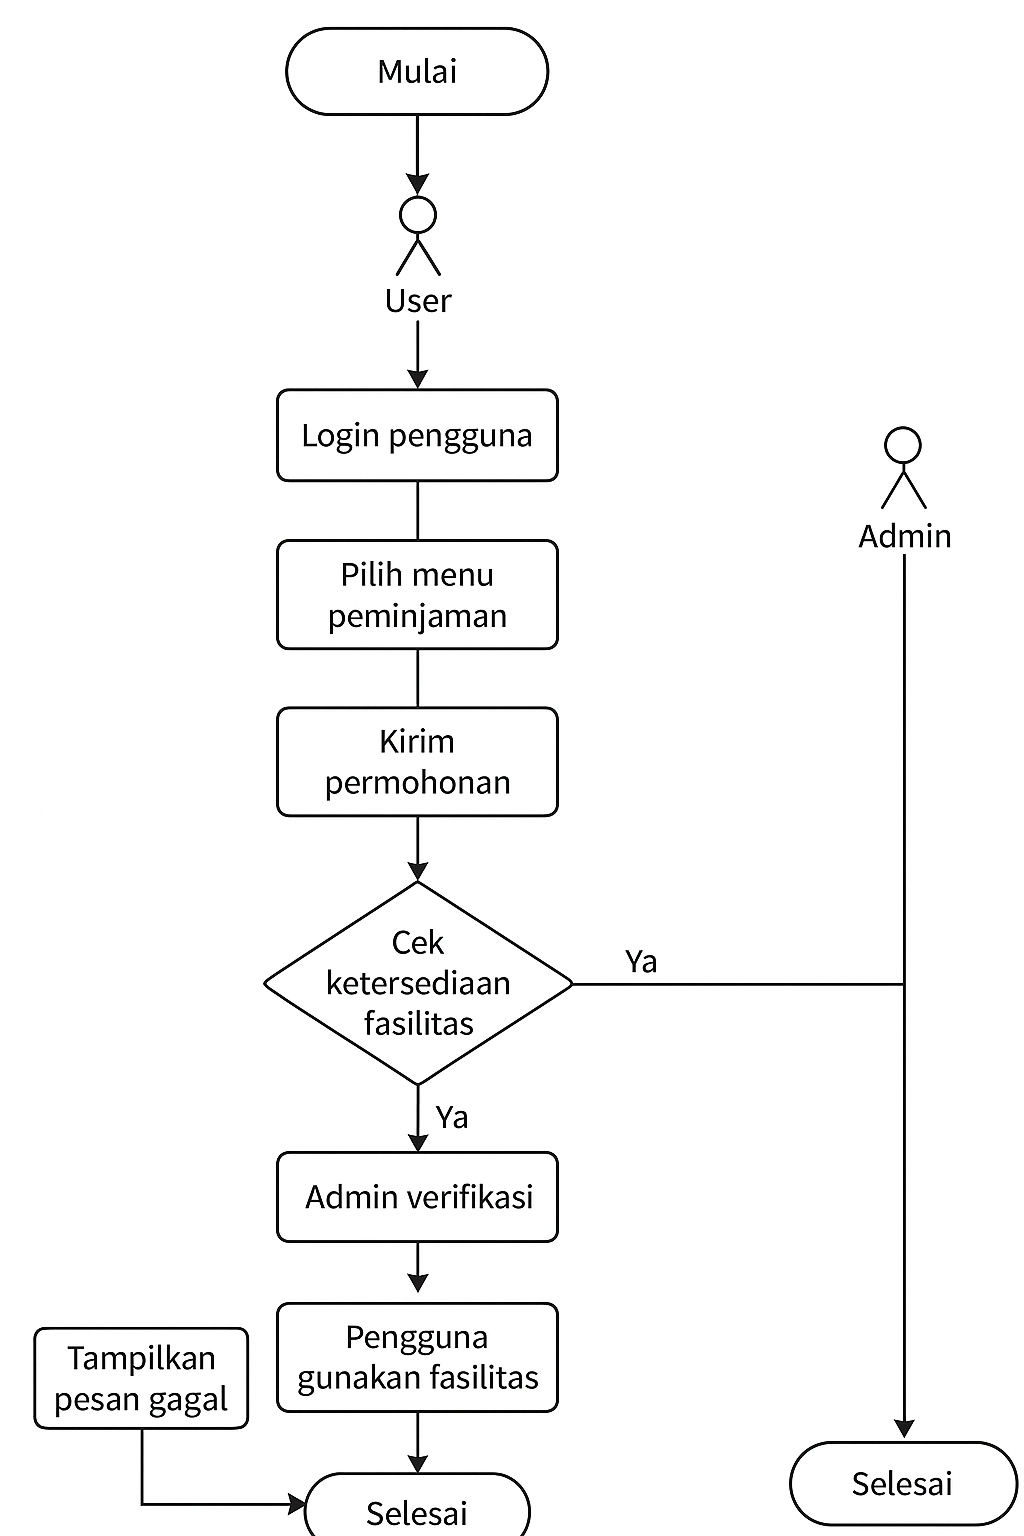 Mulai
User
Login pengguna
Admin
Pilih menu
peminjaman
Kirim
permohonan
Cek
ketersediaan
fasilitas
Ya
Ya
Admin verifikasi
Pengguna
gunakan fasilitas
Tampilkan
pesan gagal
Selesai
Selesai